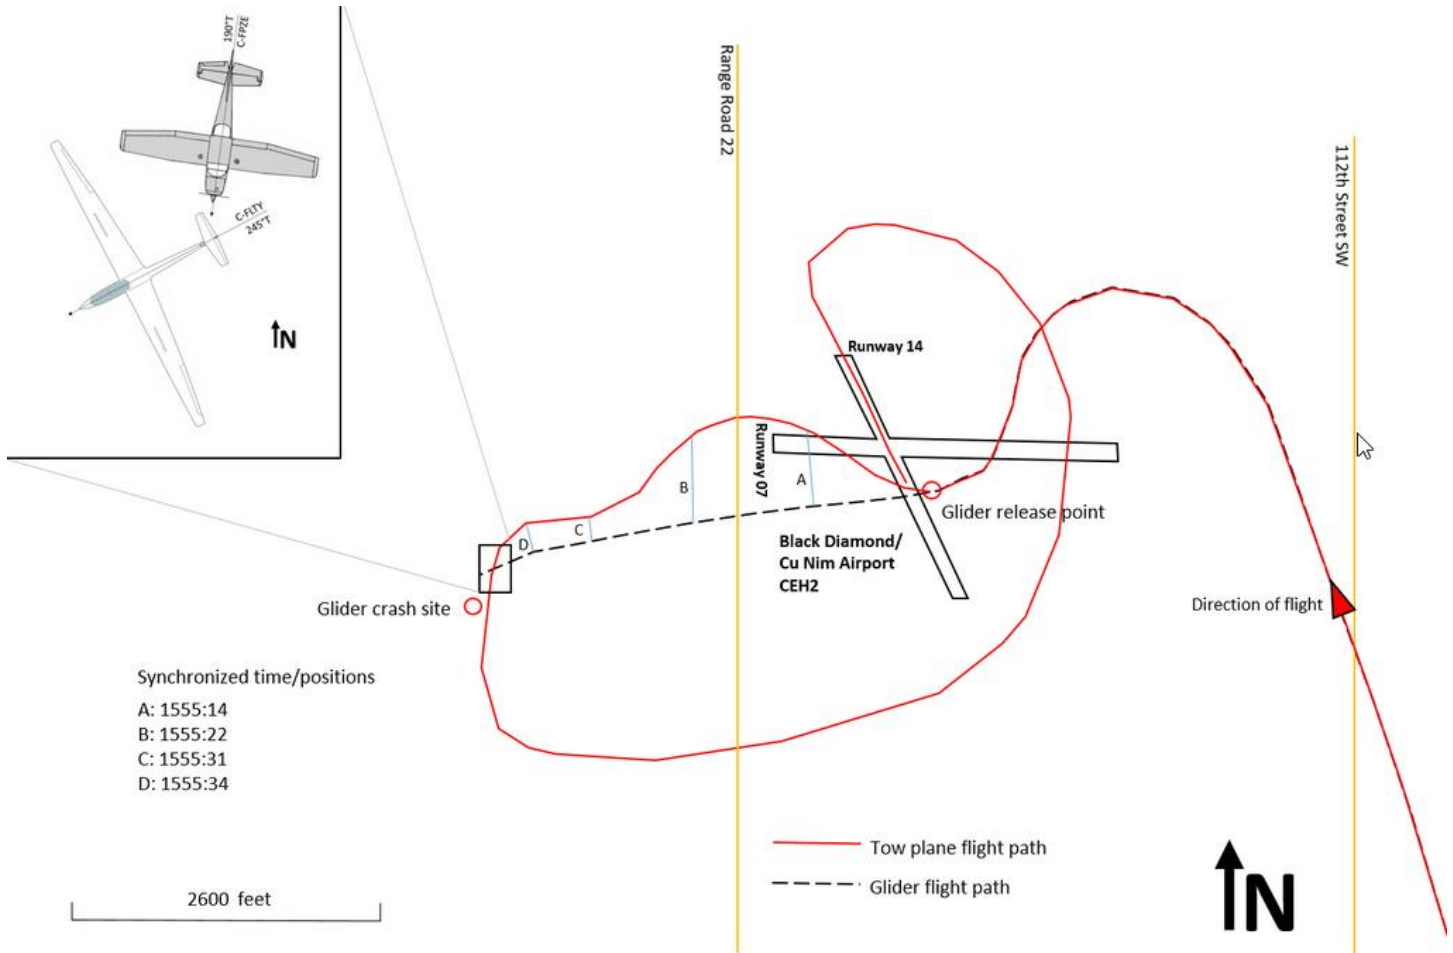 190°T
C-FPZE
C-FLTY
245°T
N
Range Road 22
112th Street SW
Runway 14
Runway 07
A
B
C
D
Glider release point
Black Diamond/
Cu Nim Airport
CEH2
Glider crash site
Direction of flight
Synchronized time/positions
A: 1555:14
B: 1555:22
C: 1555:31
D: 1555:34
Tow plane flight path
Glider flight path
2600 feet
N